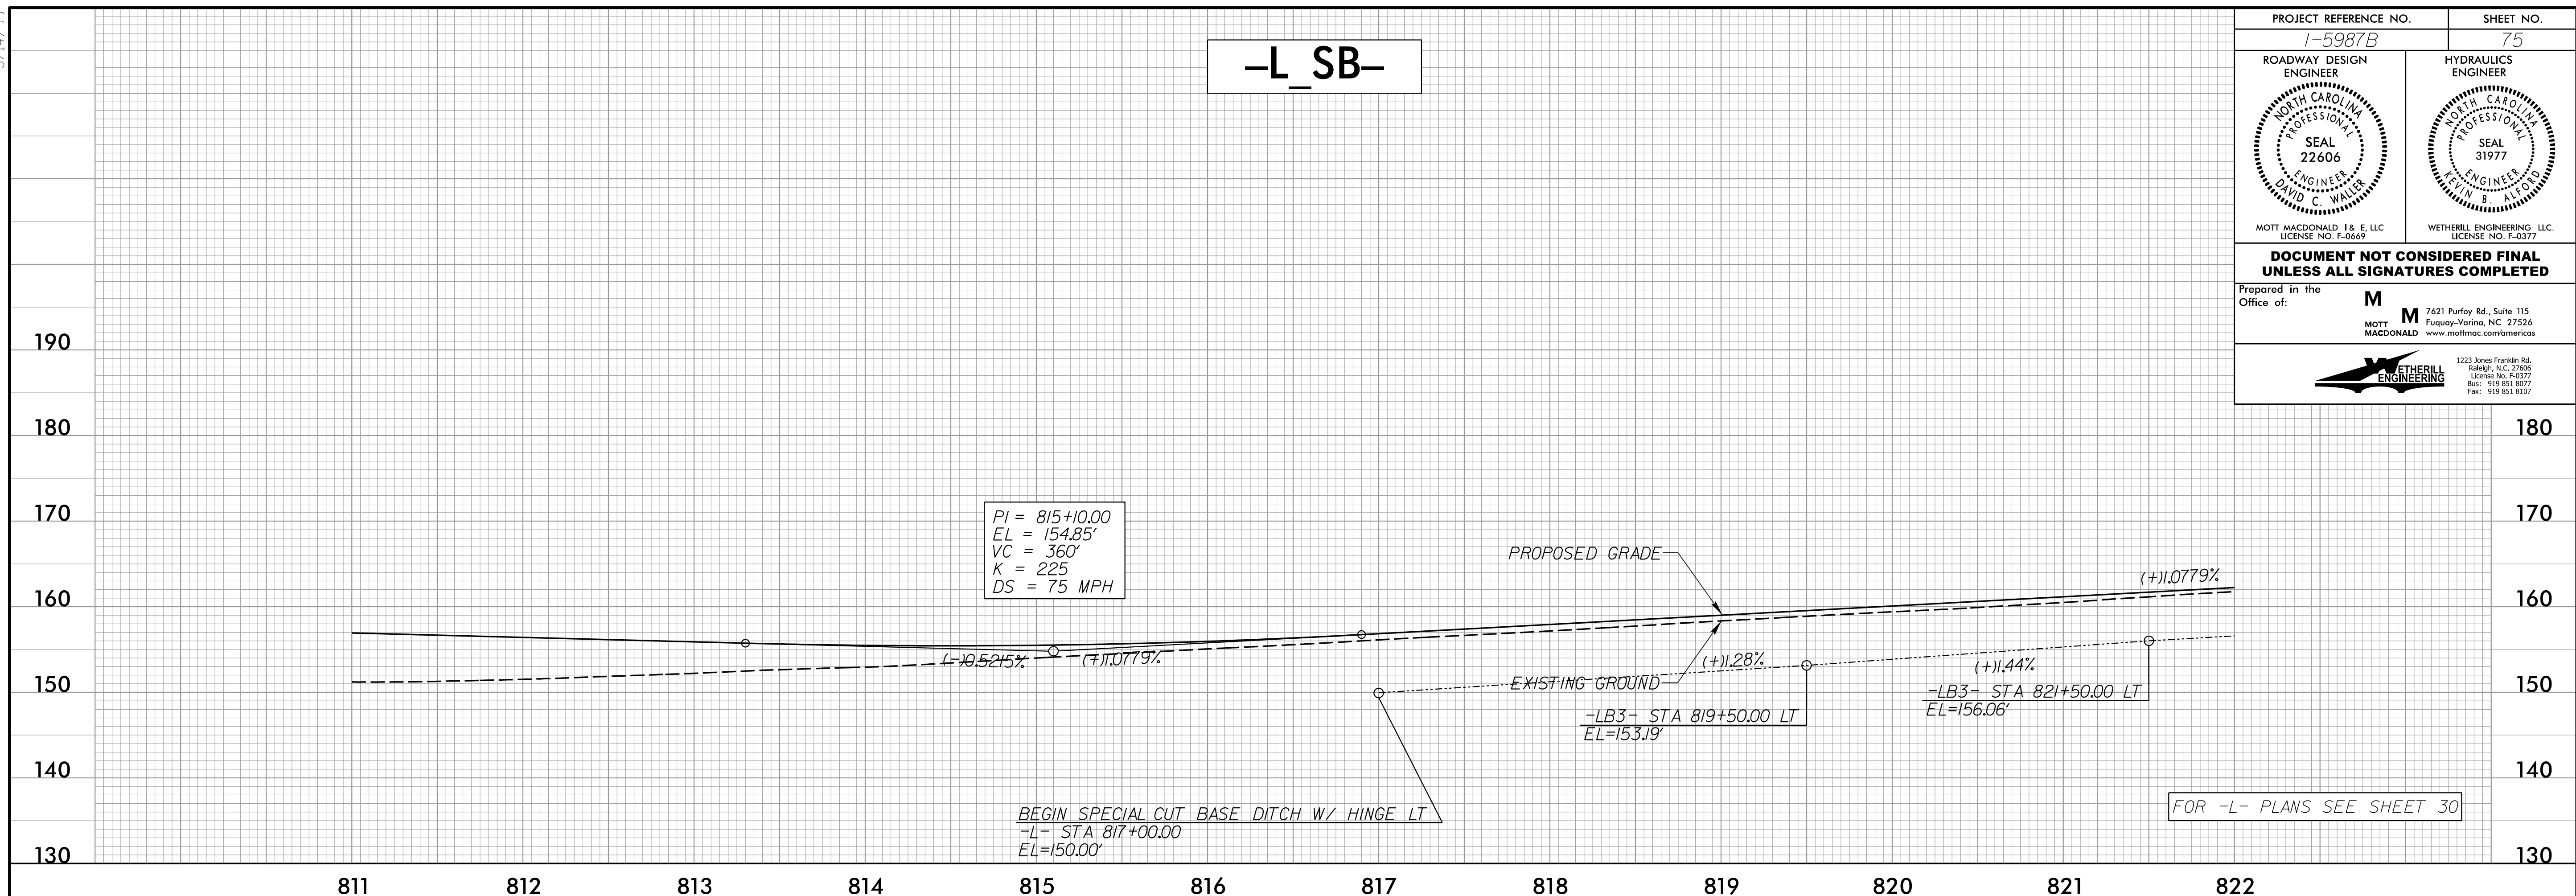 -L_SB-
PROJECT REFERENCE NO.
SHEET NO.
I-5987B
75
ROADWAY DESIGN
ENGINEER
HYDRAULICS
ENGINEER
NORTH CAROLINA
PROFESSIONAL
SEAL
22606
ENGINEER
DAVID C. WALLER
NORTH CAROLINA
PROFESSIONAL
SEAL
31977
ENGINEER
KEVIN B. ALFORD
MOTT MACDONALD I & E, LLC
LICENSE NO. F-0669
WETHERILL ENGINEERING LLC.
LICENSE NO. F-0377
DOCUMENT NOT CONSIDERED FINAL
UNLESS ALL SIGNATURES COMPLETED
Prepared in the
Office of:
M
M
MOTT
MACDONALD
7621 Purfoy Rd., Suite 115
Fuquay-Varina, NC 27526
www.mottmac.com/americas
WETHERILL
ENGINEERING
1223 Jones Franklin Rd.
Raleigh, N.C. 27606
License No. F-0377
Bus: 919 851 8077
Fax: 919 851 8107
190
180
180
170
170
160
160
150
150
140
140
130
130
PI = 815+10.00
EL = 154.85'
VC = 360'
K = 225
DS = 75 MPH
PROPOSED GRADE
(+)1.0779%
(-)0.5215%
(+)1.0779%
(+)1.28%
(+)1.44%
EXISTING GROUND
-LB3- STA 819+50.00 LT
EL=153.19'
-LB3- STA 821+50.00 LT
EL=156.06'
BEGIN SPECIAL CUT BASE DITCH W/ HINGE LT
-L- STA 817+00.00
EL=150.00'
FOR -L- PLANS SEE SHEET 30
811
812
813
814
815
816
817
818
819
820
821
822